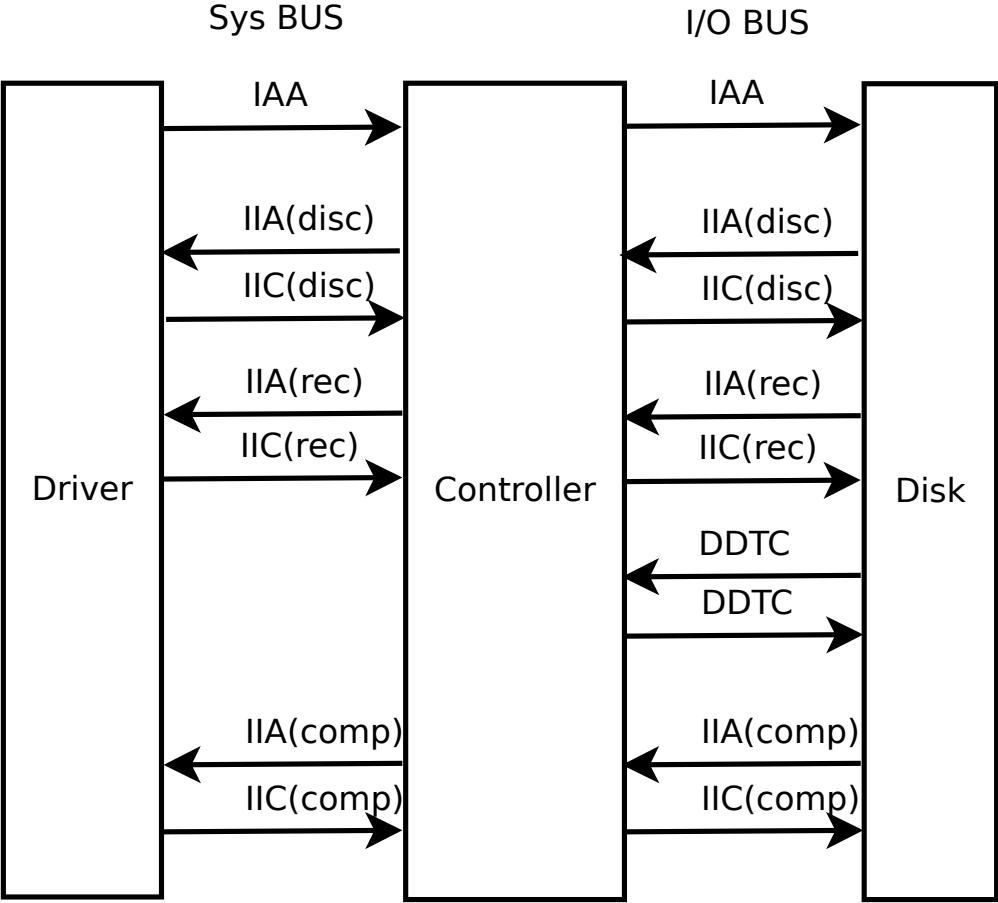 Sys BUS
I/O BUS
IAA
IAA
IIA(disc)
IIA(disc)
IIC(disc)
IIC(disc)
IIA(rec)
IIA(rec)
IIC(rec)
IIC(rec)
Driver
Controller
Disk
DDTC
DDTC
IIA(comp)
IIA(comp)
IIC(comp)
IIC(comp)